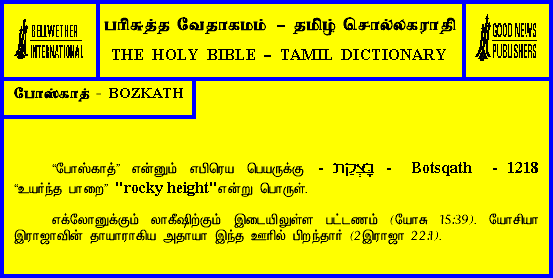 BELLWETHER
INTERNATIONAL
பரிசுத்த வேதாகமம் – தமிழ் சொல்லகராதி
THE HOLY BIBLE – TAMIL DICTIONARY
GOOD NEWS
PUBLISHERS
போஸ்காத் - BOZKATH
“போஸ்காத்” என்னும் எபிரெய பெயருக்கு - בָּצְקַת - Botsqath - 1218
“உயர்ந்த பாறை” "rocky height" என்று பொருள்.
எக்லோனுக்கும் லாகீஷிற்கும் இடையிலுள்ள பட்டணம் (யோசு 15:39). யோசியா
இராஜாவின் தாயாராகிய அதாயா இந்த ஊரில் பிறந்தார் (2இராஜா 22:1).